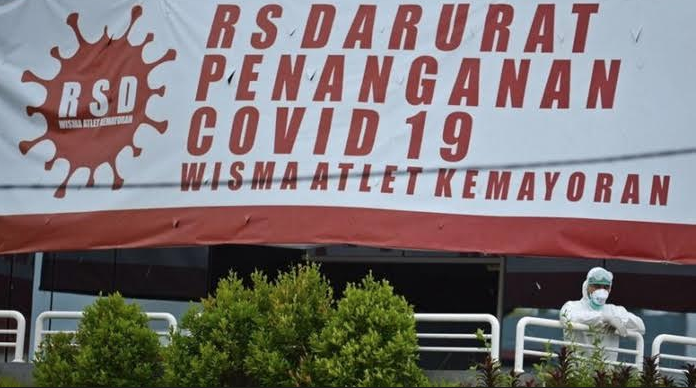 RS DARURAT
PENANGANAN
COVID 19
WISMA ATLET KEMAYORAN
RSD
WISMA ATLET KEMAYORAN